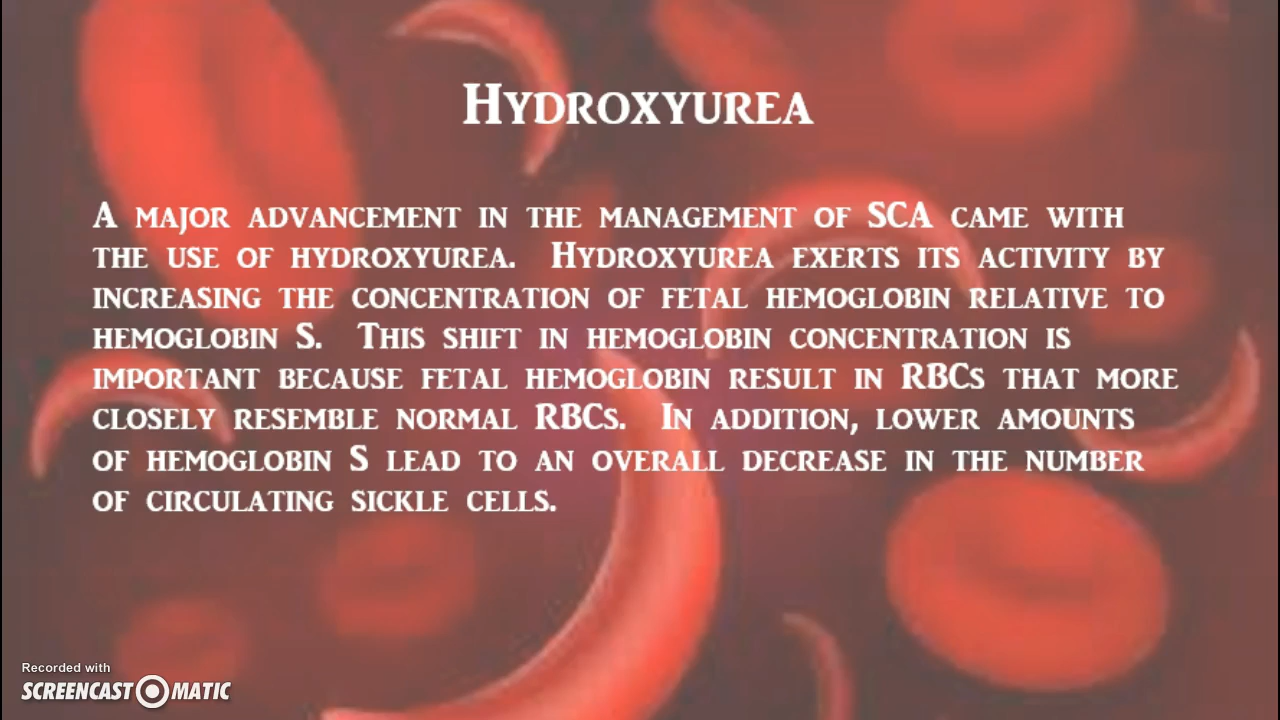 Hydroxyurea
A major advancement in the management of SCA came with
the use of hydroxyurea. Hydroxyurea exerts its activity by
increasing the concentration of fetal hemoglobin relative to
hemoglobin S. This shift in hemoglobin concentration is
important because fetal hemoglobin result in RBCs that more
closely resemble normal RBCs. In addition, lower amounts
of hemoglobin S lead to an overall decrease in the number
of circulating sickle cells.
Recorded with
SCREENCAST MATIC